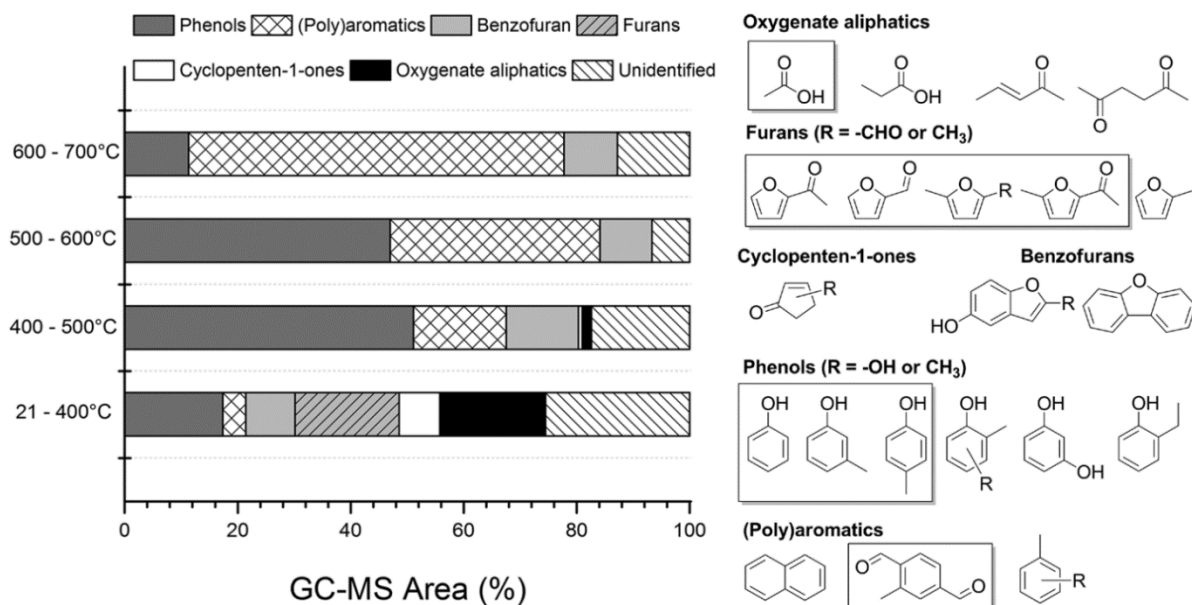 Phenols (Poly)aromatics Benzofuran Furans
Cyclopenten-1-ones Oxygenate aliphatics Unidentified
600 - 700°C
500 - 600°C
400 - 500°C
21 - 400°C
0 20 40 60 80 100
GC-MS Area (%)
Oxygenate aliphatics
O OH O OH O O O
Furans (R = -CHO or CH₃)
O O O O O R O O O
Cyclopenten-1-ones Benzofurans
O R HO O R O
Phenols (R = -OH or CH₃)
OH OH OH OH OH OH
R OH
(Poly)aromatics
O O R